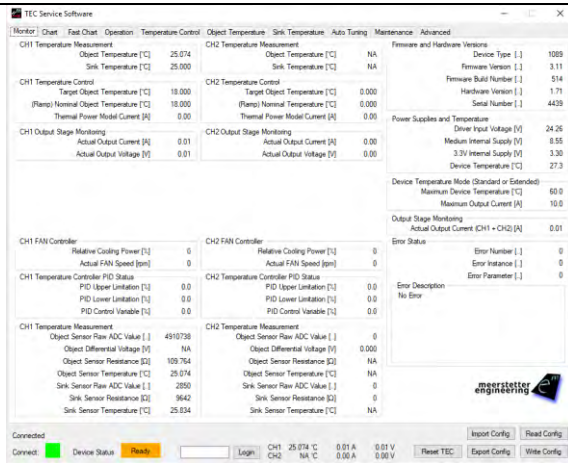 TEC Service Software
Monitor Chart Fast Chart Operation Temperature Control Object Temperature Sink Temperature Auto Tuning Maintenance Advanced
CH1 Temperature Measurement
Object Temperature [°C] 25.074
Sink Temperature [°C] 25.000
CH1 Temperature Control
Target Object Temperature [°C] 18.000
(Ramp) Nominal Object Temperature [°C] 18.000
Thermal Power Model Current [A] 0.00
CH1 Output Stage Monitoring
Actual Output Current [A] 0.01
Actual Output Voltage [V] 0.01
CH1 FAN Controller
Relative Cooling Power [%] 0
Actual FAN Speed [rpm] 0
CH1 Temperature Controller PID Status
PID Upper Limitation [%] 0.0
PID Lower Limitation [%] 0.0
PID Control Variable [%] 0.0
CH1 Temperature Measurement
Object Sensor Raw ADC Value [.] 4910738
Object Differential Voltage [V] NA
Object Sensor Resistance [Ω] 109.764
Object Sensor Temperature [°C] 25.074
Sink Sensor Raw ADC Value [.] 2850
Sink Sensor Resistance [Ω] 9642
Sink Sensor Temperature [°C] 25.834
CH2 Temperature Measurement
Object Temperature [°C] NA
Sink Temperature [°C] NA
CH2 Temperature Control
Target Object Temperature [°C] 0.000
(Ramp) Nominal Object Temperature [°C] 0.000
Thermal Power Model Current [A] 0.00
CH2 Output Stage Monitoring
Actual Output Current [A] 0.00
Actual Output Voltage [V] 0.00
CH2 FAN Controller
Relative Cooling Power [%] 0
Actual FAN Speed [rpm] 0
CH2 Temperature Controller PID Status
PID Upper Limitation [%] 0.0
PID Lower Limitation [%] 0.0
PID Control Variable [%] 0.0
CH2 Temperature Measurement
Object Sensor Raw ADC Value [.] 0
Object Differential Voltage [V] 0.000
Object Sensor Resistance [Ω] NA
Object Sensor Temperature [°C] NA
Sink Sensor Raw ADC Value [.] 0
Sink Sensor Resistance [Ω] 0
Sink Sensor Temperature [°C] NA
Firmware and Hardware Versions
Device Type [.] 1089
Firmware Version [.] 3.11
Firmware Build Number [.] 514
Hardware Version [.] 1.71
Serial Number [.] 4439
Power Supplies and Temperature
Driver Input Voltage [V] 24.26
Medium Internal Supply [V] 8.55
3.3V Internal Supply [V] 3.30
Device Temperature [°C] 27.3
Device Temperature Mode (Standard or Extended)
Maximum Device Temperature [°C] 60.0
Maximum Output Current [A] 10.0
Output Stage Monitoring
Actual Output Current (CH1 + CH2) [A] 0.01
Error Status
Error Number [.] 0
Error Instance [.] 0
Error Parameter [.] 0
Error Description
No Error
meerstetter
engineering
Connected
Import Config Read Config
Connect: Device Status Ready Login CH1 25.074 °C 0.01 A 0.01 V Reset TEC Export Config Write Config
CH2 NA °C 0.00 A 0.00 V